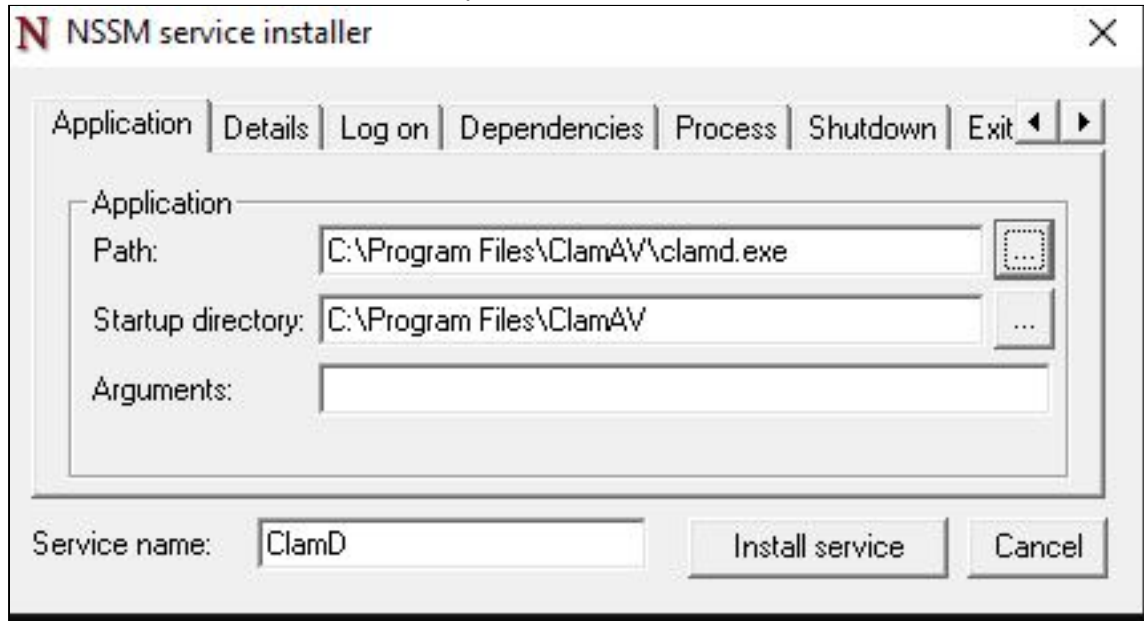 N NSSM service installer
Application Details Log on Dependencies Process Shutdown Exit
Application
Path: C:\Program Files\ClamAV\clamd.exe ...
Startup directory: C:\Program Files\ClamAV ...
Arguments:
Service name: ClamD Install service Cancel